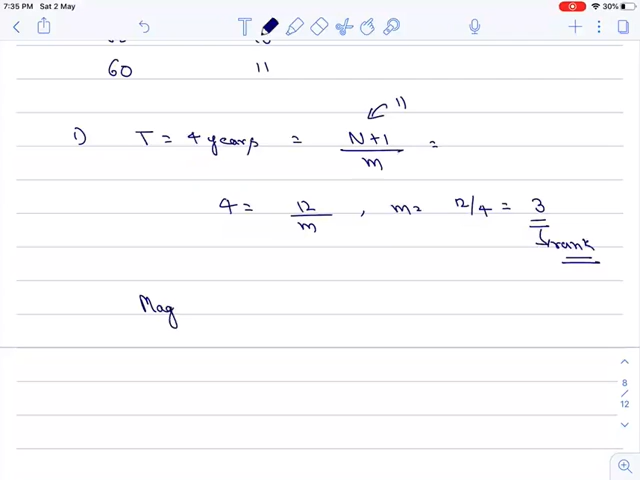 7:35 PM Sat 2 May
30%
60 11
1) T = 4 years = N+1 / m =
11
4 = 12 / m , m = 12/4 = 3
rank
Mag
8 / 12